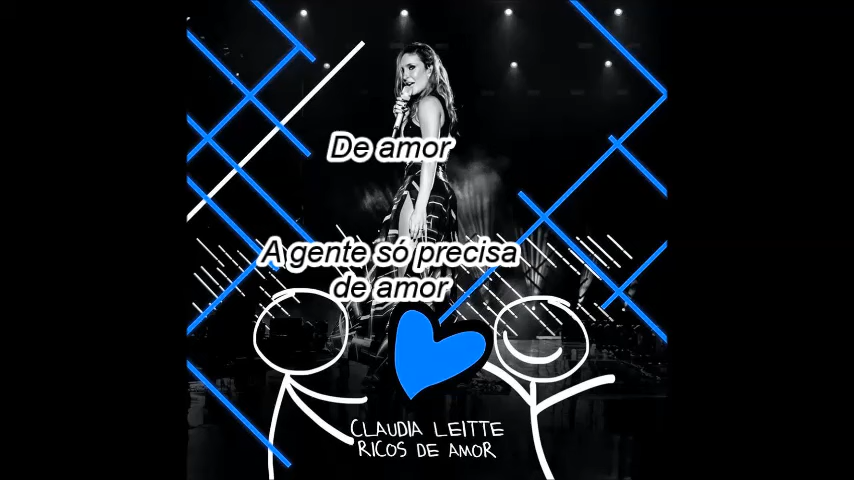 De amor
A gente só precisa
de amor
CLAUDIA LEITTE
RICOS DE AMOR